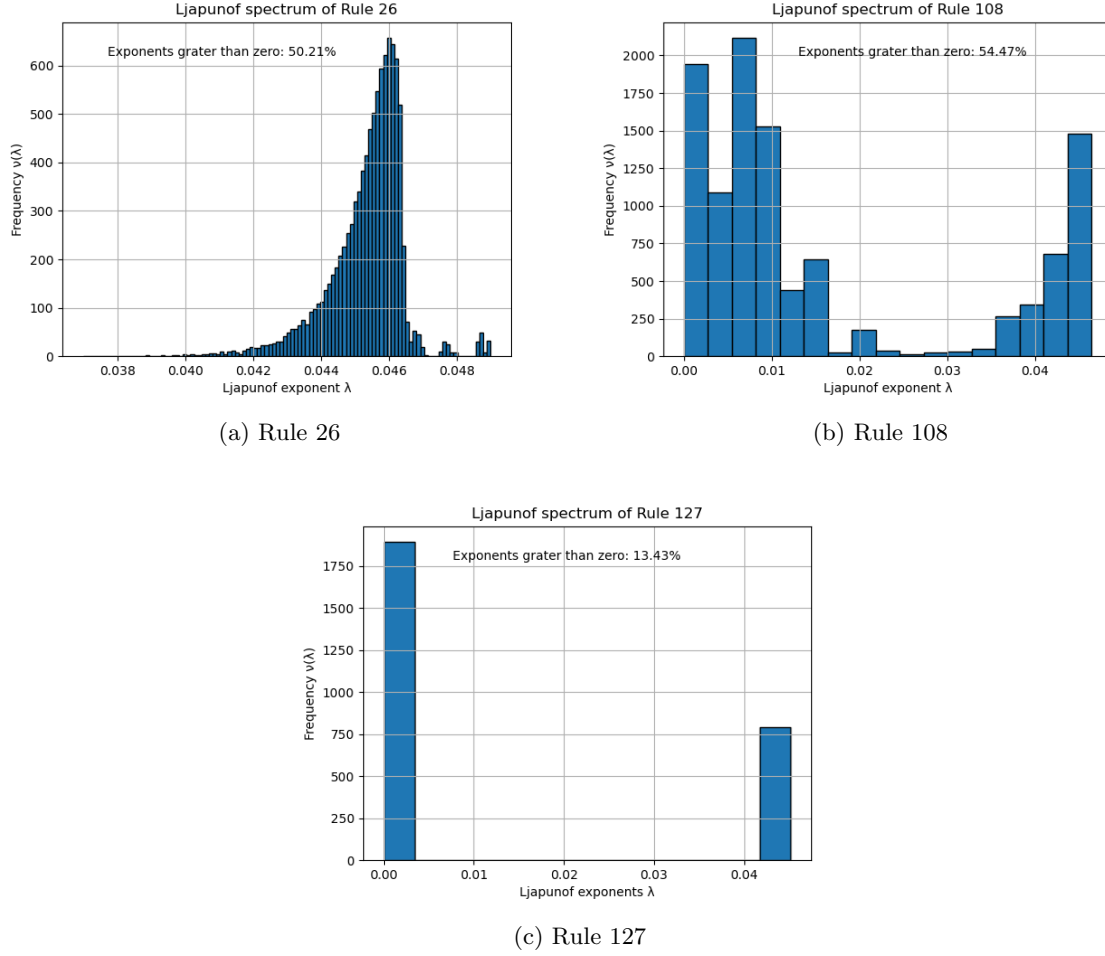 Ljapunof spectrum of Rule 26
Exponents grater than zero: 50.21%
Frequency ν(λ)
600
500
400
300
200
100
0
0.038 0.040 0.042 0.044 0.046 0.048
Ljapunof exponent λ
(a) Rule 26
Ljapunof spectrum of Rule 108
Exponents grater than zero: 54.47%
Frequency ν(λ)
2000
1750
1500
1250
1000
750
500
250
0
0.00 0.01 0.02 0.03 0.04
Ljapunof exponent λ
(b) Rule 108
Ljapunof spectrum of Rule 127
Exponents grater than zero: 13.43%
Frequency ν(λ)
1750
1500
1250
1000
750
500
250
0
0.00 0.01 0.02 0.03 0.04
Ljapunof exponents λ
(c) Rule 127